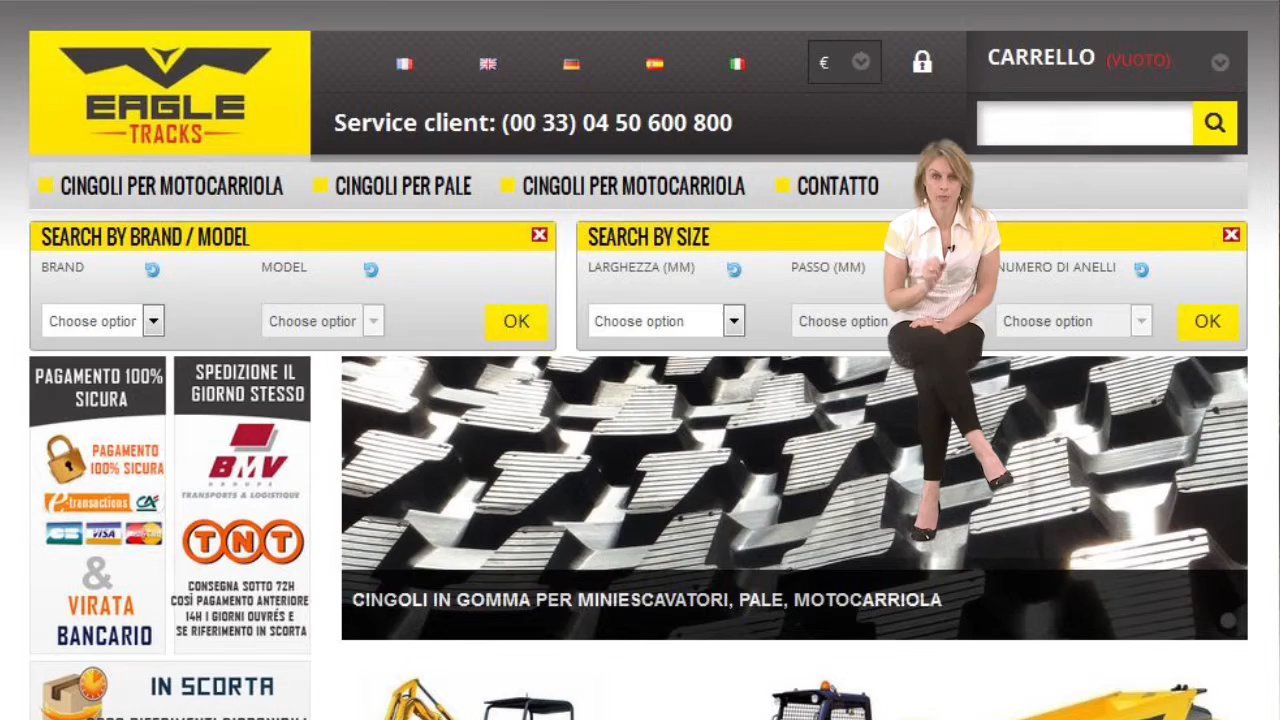 EAGLE
TRACKS
€
CARRELLO (VUOTO)
Service client: (00 33) 04 50 600 800
CINGOLI PER MOTOCARRIOLA
CINGOLI PER PALE
CINGOLI PER MOTOCARRIOLA
CONTATTO
SEARCH BY BRAND / MODEL
BRAND
MODEL
Choose option
Choose option
OK
SEARCH BY SIZE
LARGHEZZA (MM)
PASSO (MM)
NUMERO DI ANELLI
Choose option
Choose option
Choose option
OK
PAGAMENTO 100%
SICURA
PAGAMENTO
100% SICURA
e-transactions CA
CB VISA MasterCard
&
VIRATA
BANCARIO
SPEDIZIONE IL
GIORNO STESSO
BMV
GROUPE
TRANSPORTS & LOGISTIQUE
TNT
CONSEGNA SOTTO 72H
COSÌ PAGAMENTO ANTERIORE
14H I GIORNI OUVRÉS E
SE RIFERIMENTO IN SCORTA
CINGOLI IN GOMMA PER MINIESCAVATORI, PALE, MOTOCARRIOLA
IN SCORTA